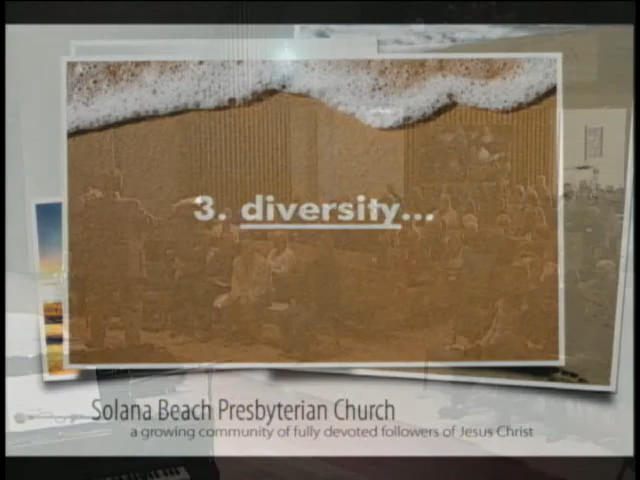 3. diversity...
Solana Beach Presbyterian Church
a growing community of fully devoted followers of Jesus Christ